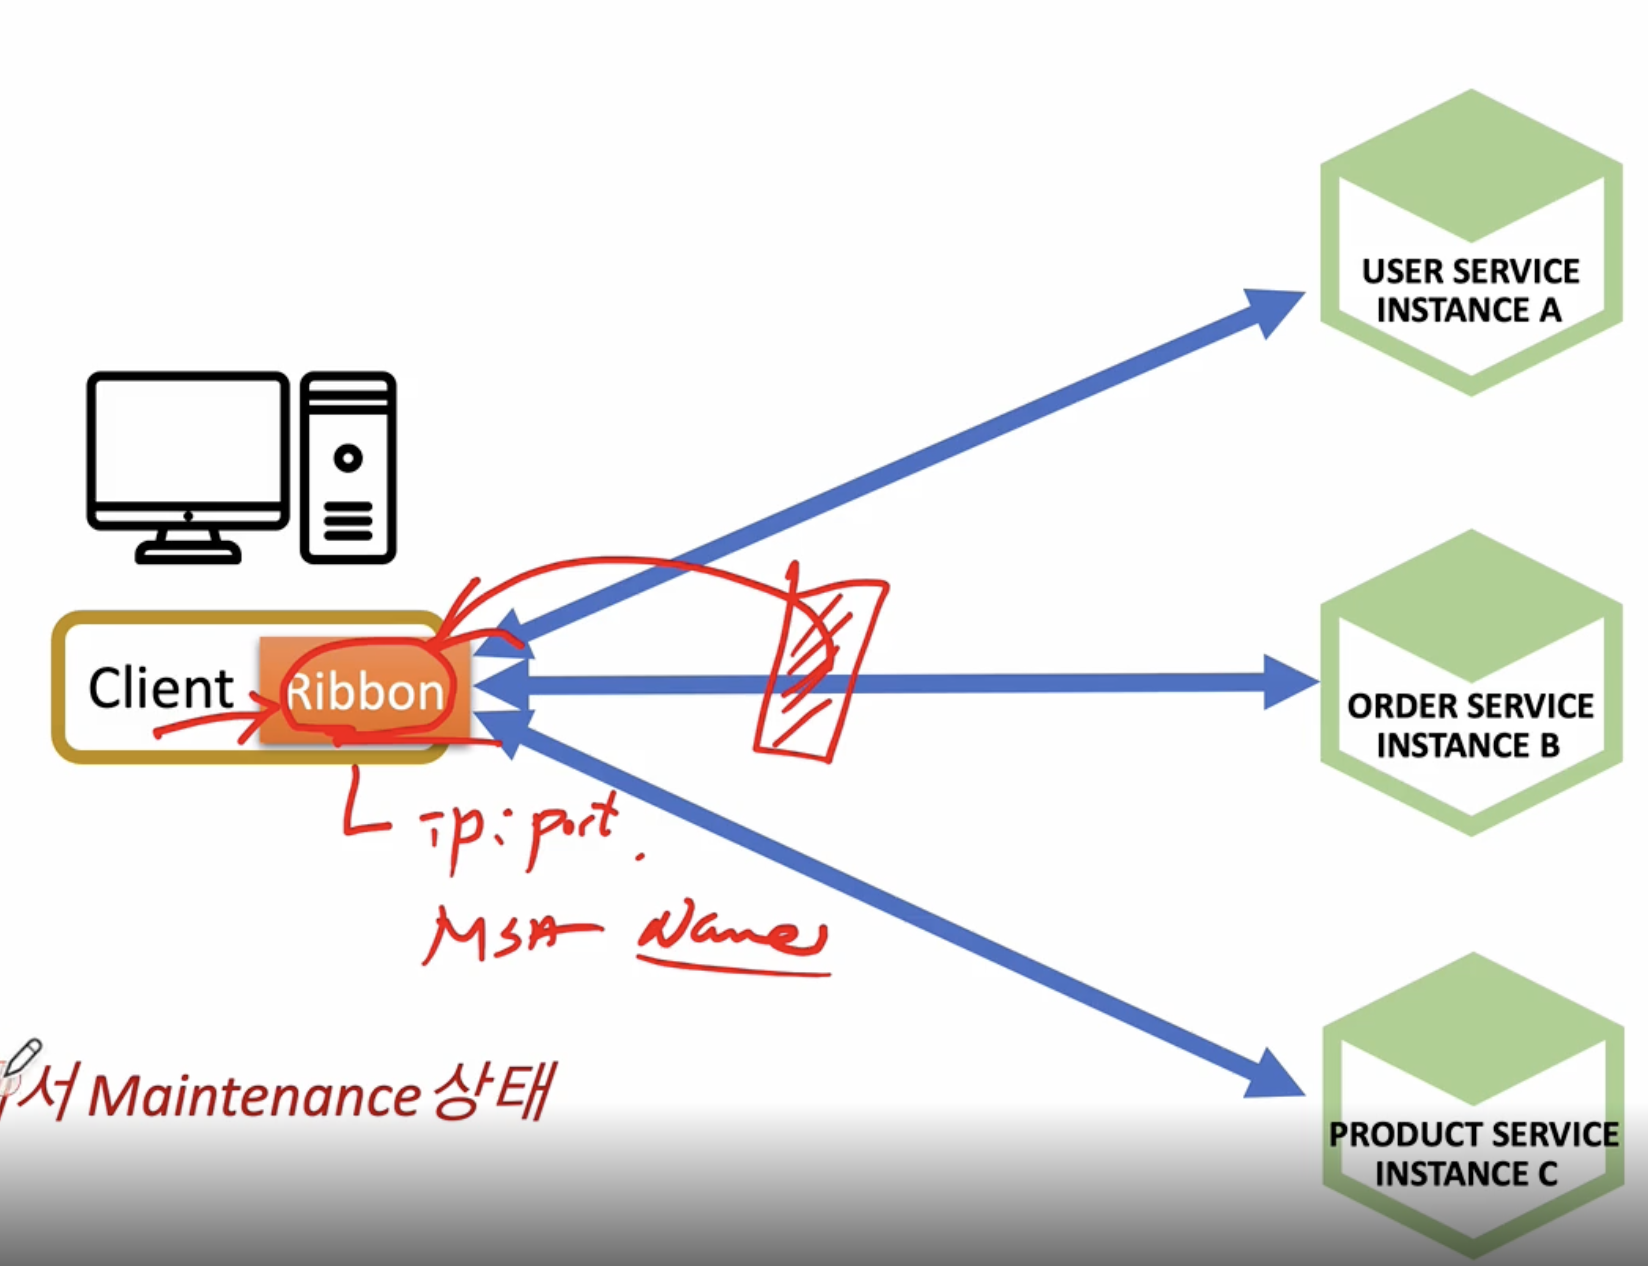 USER SERVICE
INSTANCE A
Client
Ribbon
ORDER SERVICE
INSTANCE B
ip: port.
MSA Name
서 Maintenance 상태
PRODUCT SERVICE
INSTANCE C